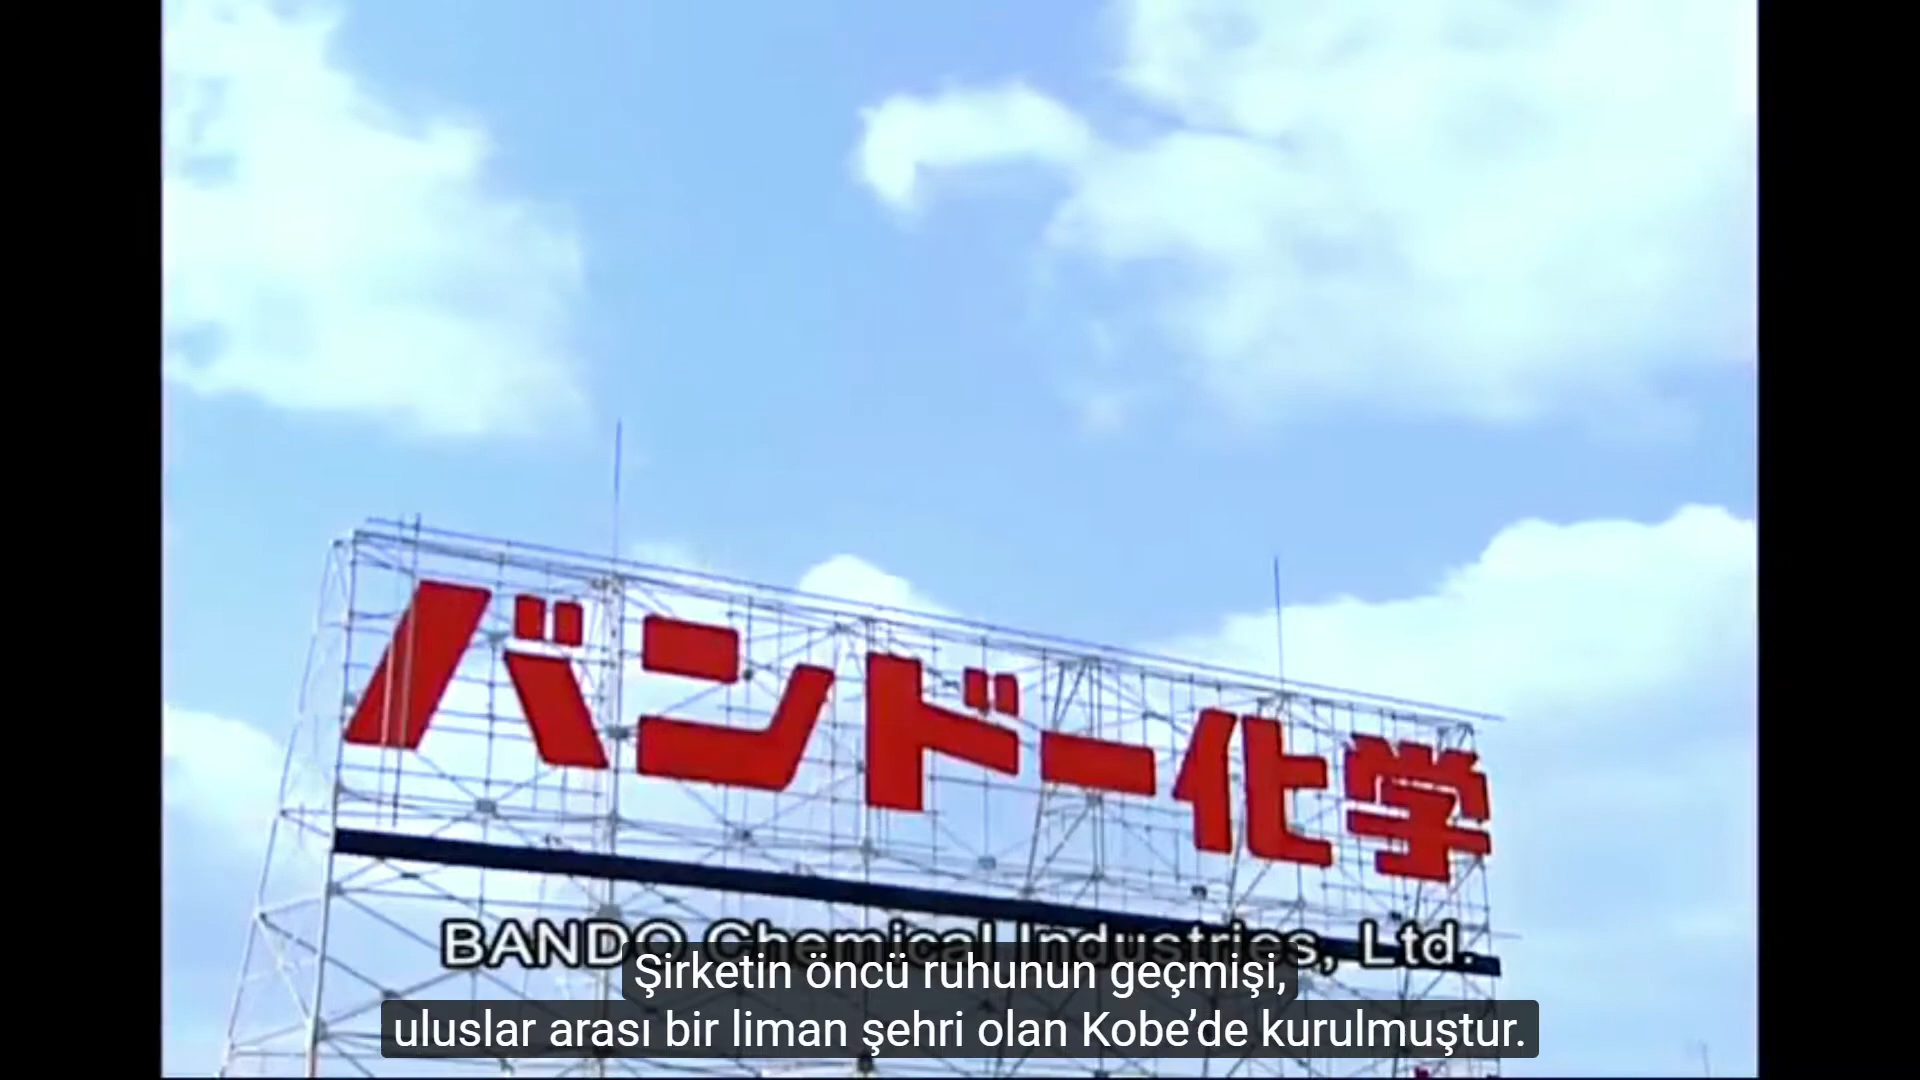 バンドー化学
BANDO Chemical Industries, Ltd.
Şirketin öncü ruhunun geçmişi,
uluslar arası bir liman şehri olan Kobe’de kurulmuştur.